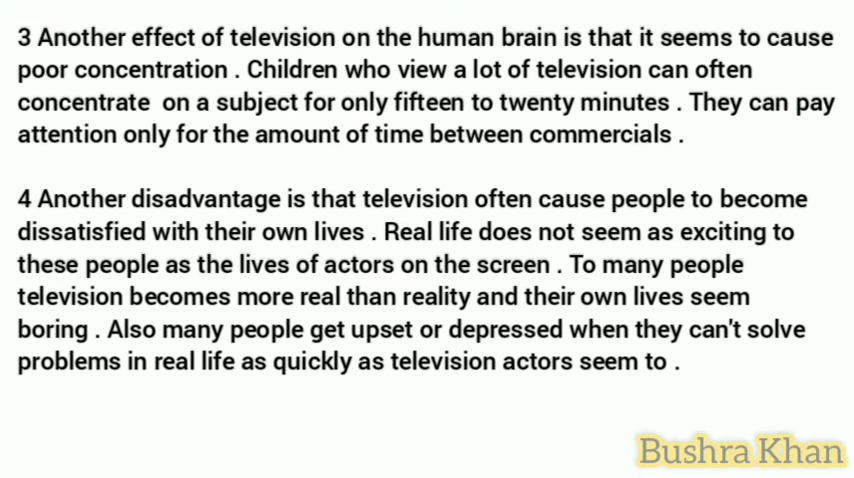 3 Another effect of television on the human brain is that it seems to cause
poor concentration . Children who view a lot of television can often
concentrate  on a subject for only fifteen to twenty minutes . They can pay
attention only for the amount of time between commercials .
4 Another disadvantage is that television often cause people to become
dissatisfied with their own lives . Real life does not seem as exciting to
these people as the lives of actors on the screen . To many people
television becomes more real than reality and their own lives seem
boring . Also many people get upset or depressed when they can't solve
problems in real life as quickly as television actors seem to .
Bushra Khan